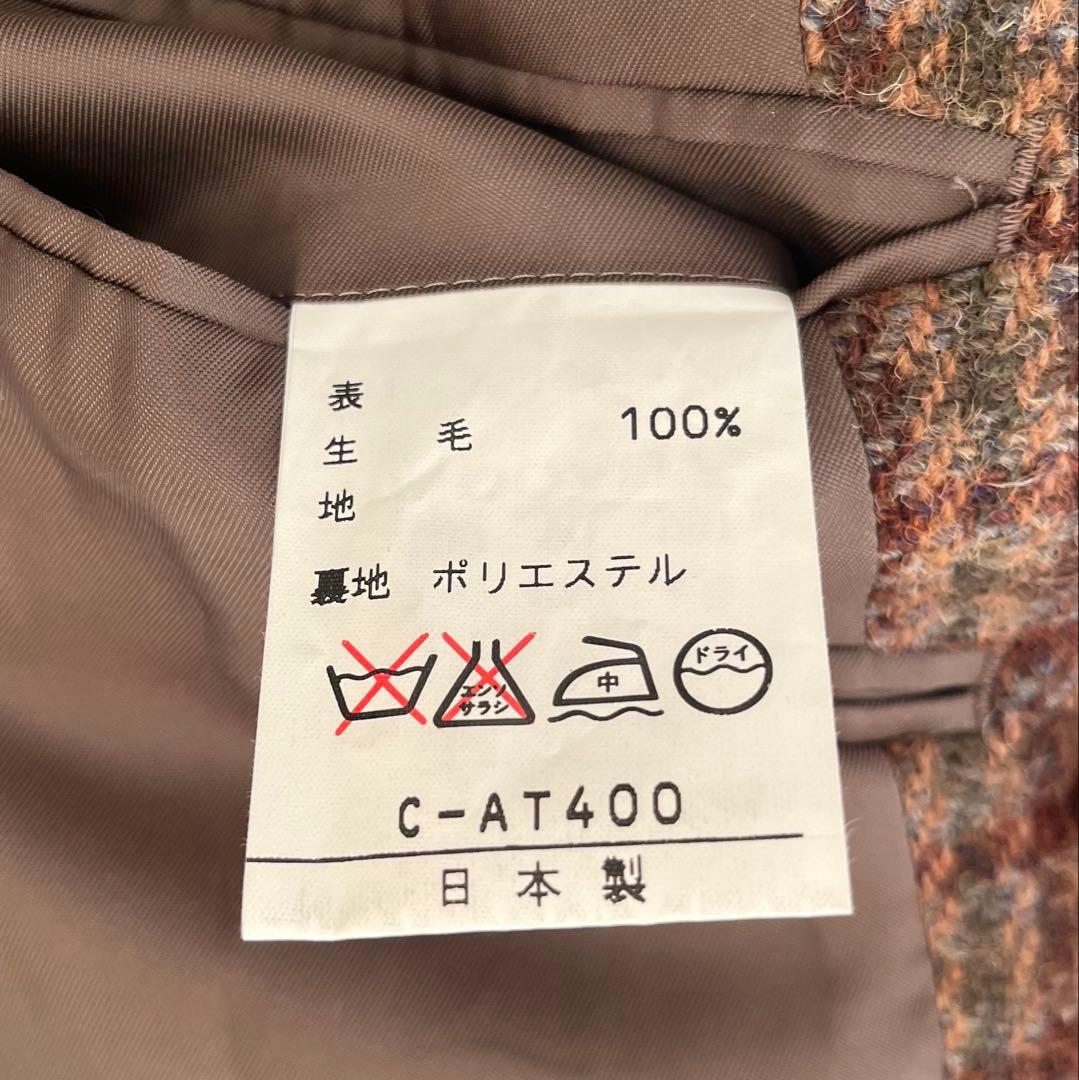 表生地 毛 100%
裏地 ポリエステル
エンソ
サラシ
中
ドライ
C-AT400
日本製